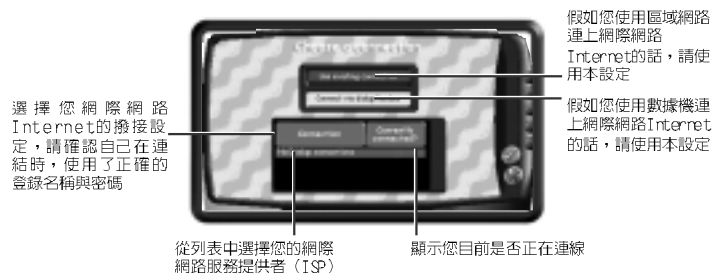 假如您使用區域網路
連上網際網路
Internet的話，請使
用本設定
假如您使用數據機連
上網際網路Internet
的話，請使用本設定
選擇您網際網路
Internet的撥接設
定，請確認自己在連
結時，使用了正確的
登錄名稱與密碼
Connection
Currently
connected?
從列表中選擇您的網際
網路服務提供者（ISP）
顯示您目前是否正在連線